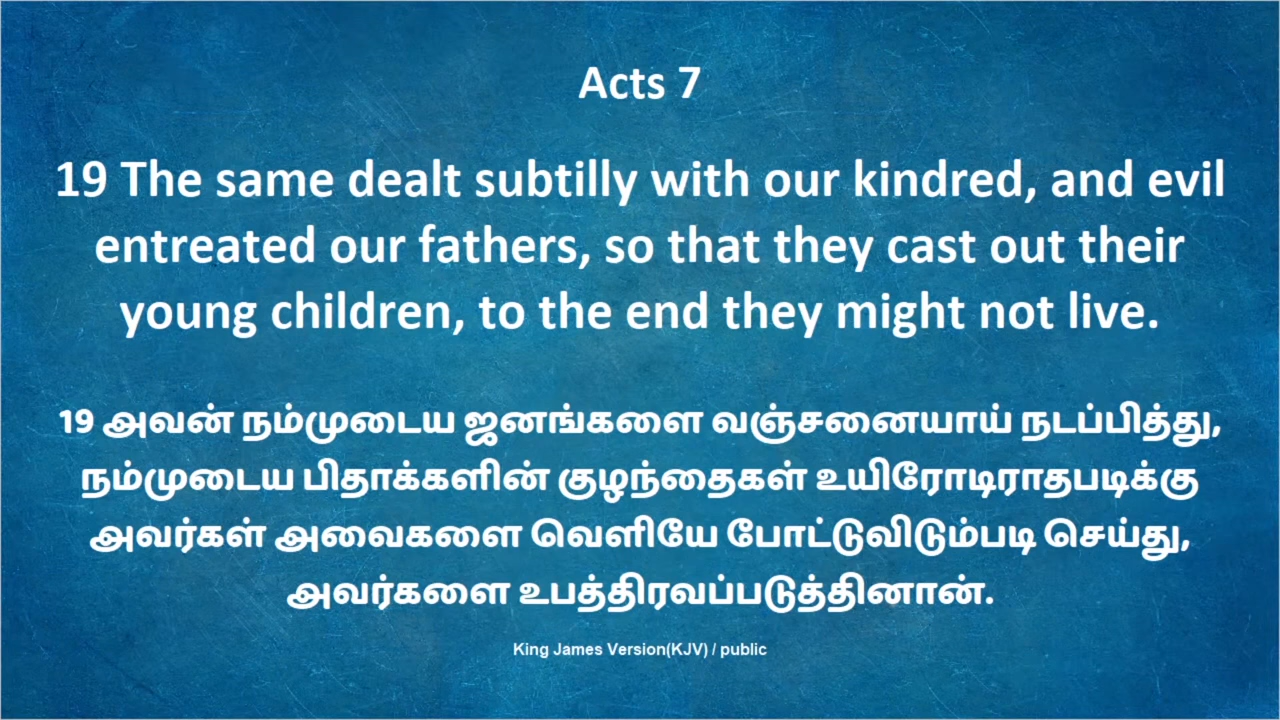 Acts 7
19 The same dealt subtilly with our kindred, and evil
entreated our fathers, so that they cast out their
young children, to the end they might not live.
19 அவன் நம்முடைய ஜனங்களை வஞ்சனையாய் நடப்பித்து,
நம்முடைய பிதாக்களின் குழந்தைகள் உயிரோடிராதபடிக்கு
அவர்கள் அவைகளை வெளியே போட்டுவிடும்படி செய்து,
அவர்களை உபத்திரவப்படுத்தினான்.
King James Version(KJV) / public